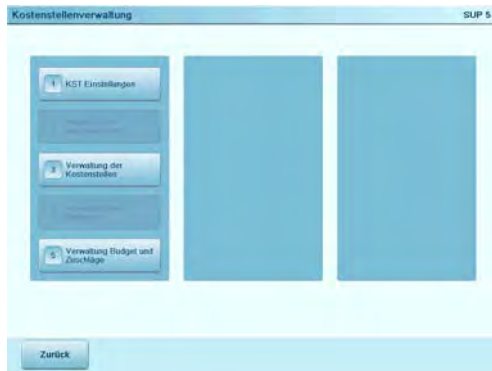 Kostenstellenverwaltung
SUP 5
1 KST Einstellungen
3 Verwaltung der
Kostenstellen
5 Verwaltung Budget und
Zuschläge
Zurück